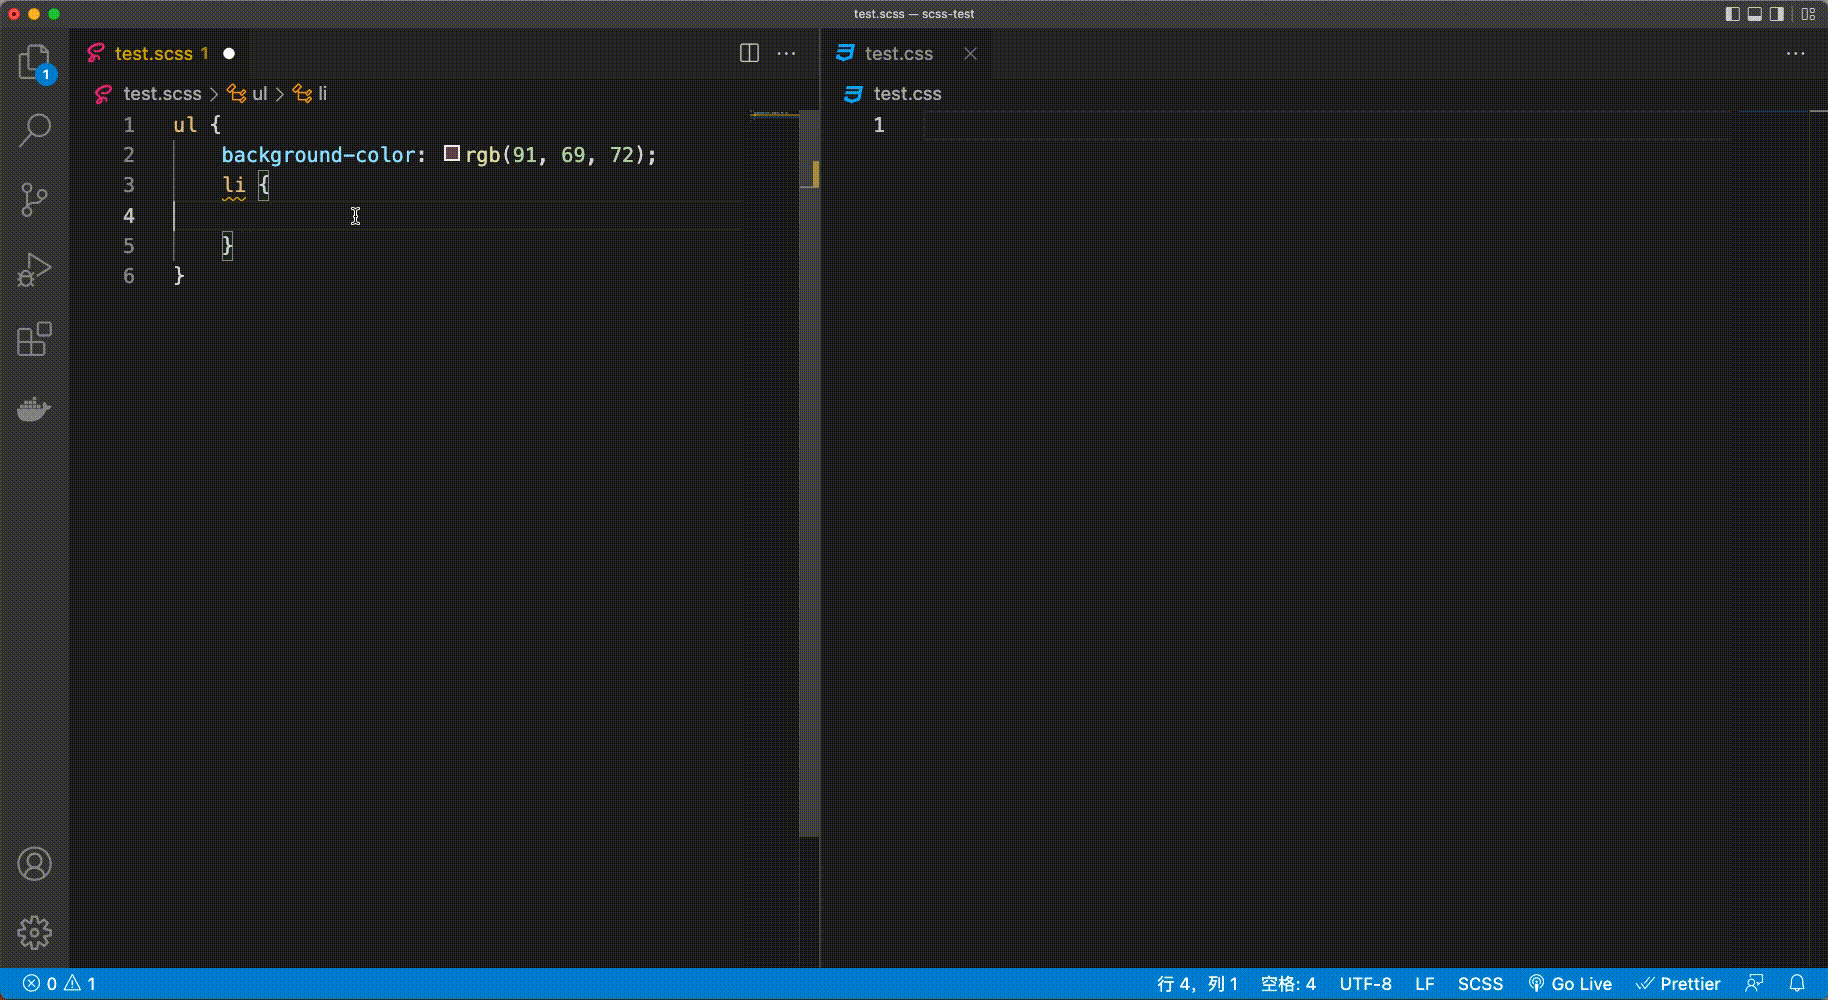 test.scss — scss-test
test.scss 1
test.css
test.scss > ul > li
test.css
1
1 ul {
2 background-color: rgb(91, 69, 72);
3 li {
4
5 }
6 }
1
0 1
行 4，列 1 空格: 4 UTF-8 LF SCSS Go Live Prettier